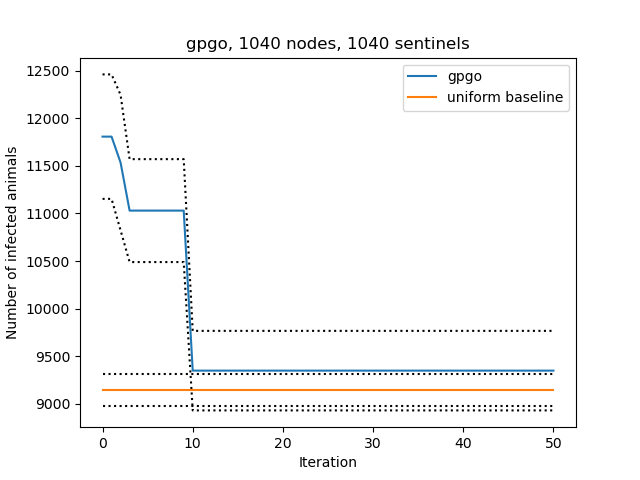 gpgo, 1040 nodes, 1040 sentinels
gpgo
uniform baseline
Number of infected animals
12500
12000
11500
11000
10500
10000
9500
9000
0 10 20 30 40 50
Iteration